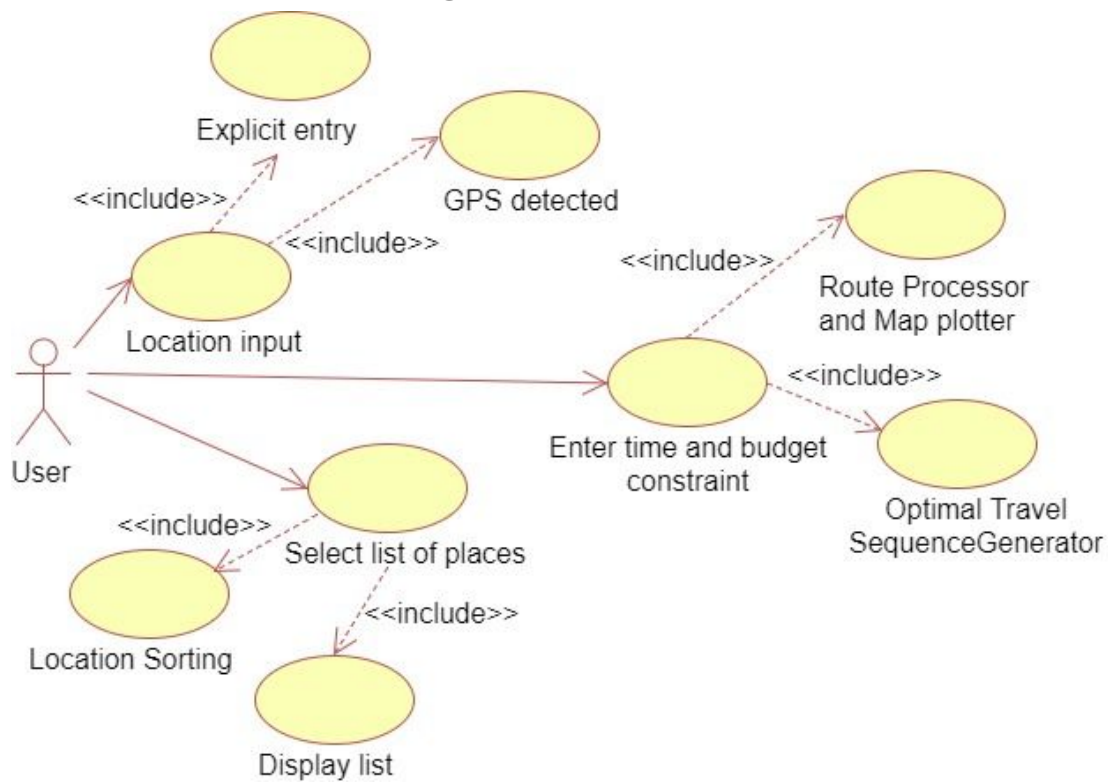 Explicit entry
<<include>>
GPS detected
<<include>>
Location input
<<include>>
Route Processor
and Map plotter
<<include>>
Enter time and budget
constraint
Optimal Travel
SequenceGenerator
User
<<include>>
Select list of places
Location Sorting
<<include>>
Display list